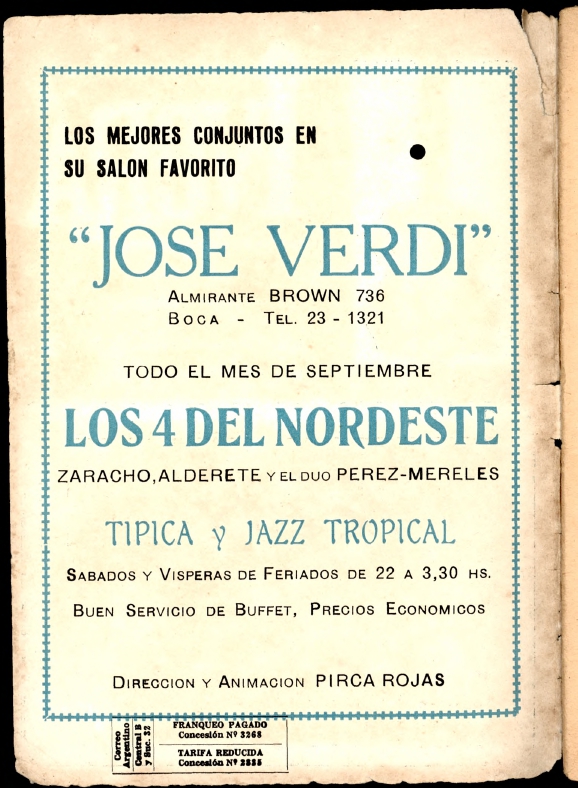 LOS MEJORES CONJUNTOS EN
SU SALON FAVORITO
"JOSE VERDI"
ALMIRANTE BROWN 736
BOCA - TEL. 23 - 1321
TODO EL MES DE SEPTIEMBRE
LOS 4 DEL NORDESTE
ZARACHO, ALDERETE Y EL DUO PEREZ-MERELES
TIPICA y JAZZ TROPICAL
SABADOS Y VISPERAS DE FERIADOS DE 22 A 3,30 HS.
BUEN SERVICIO DE BUFFET, PRECIOS ECONOMICOS
DIRECCION Y ANIMACION PIRCA ROJAS
Correo
Argentino
Central B
y Suc. 32
FRANQUEO PAGADO
Concesión Nº 3268
TARIFA REDUCIDA
Concesión Nº 2835